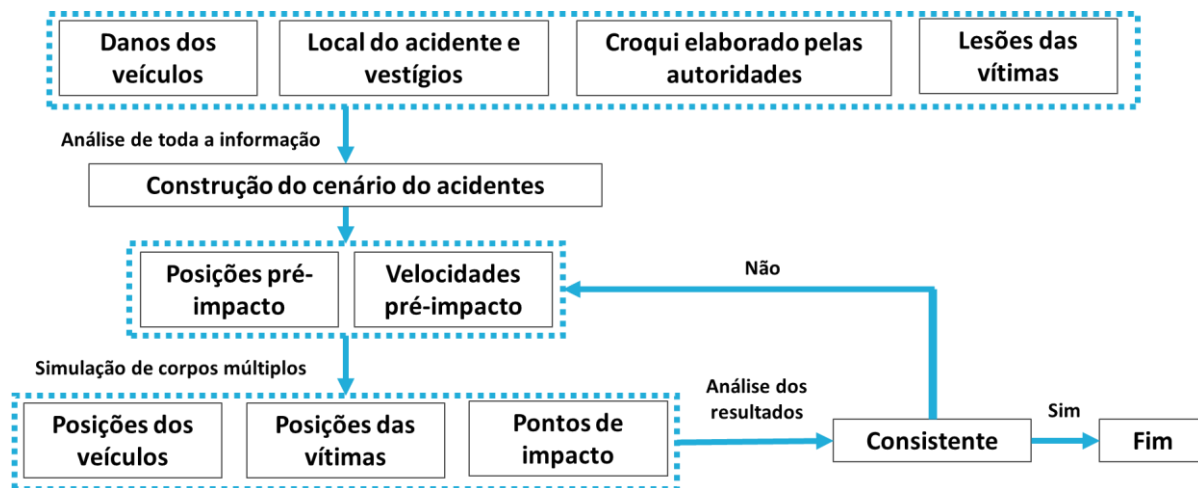 Danos dos
veículos
Local do acidente e
vestígios
Croqui elaborado pelas
autoridades
Lesões das
vítimas
Análise de toda a informação
Construção do cenário do acidentes
Posições pré-
impacto
Velocidades
pré-impacto
Não
Simulação de corpos múltiplos
Posições dos
veículos
Posições das
vítimas
Pontos de
impacto
Análise dos
resultados
Consistente
Sim
Fim